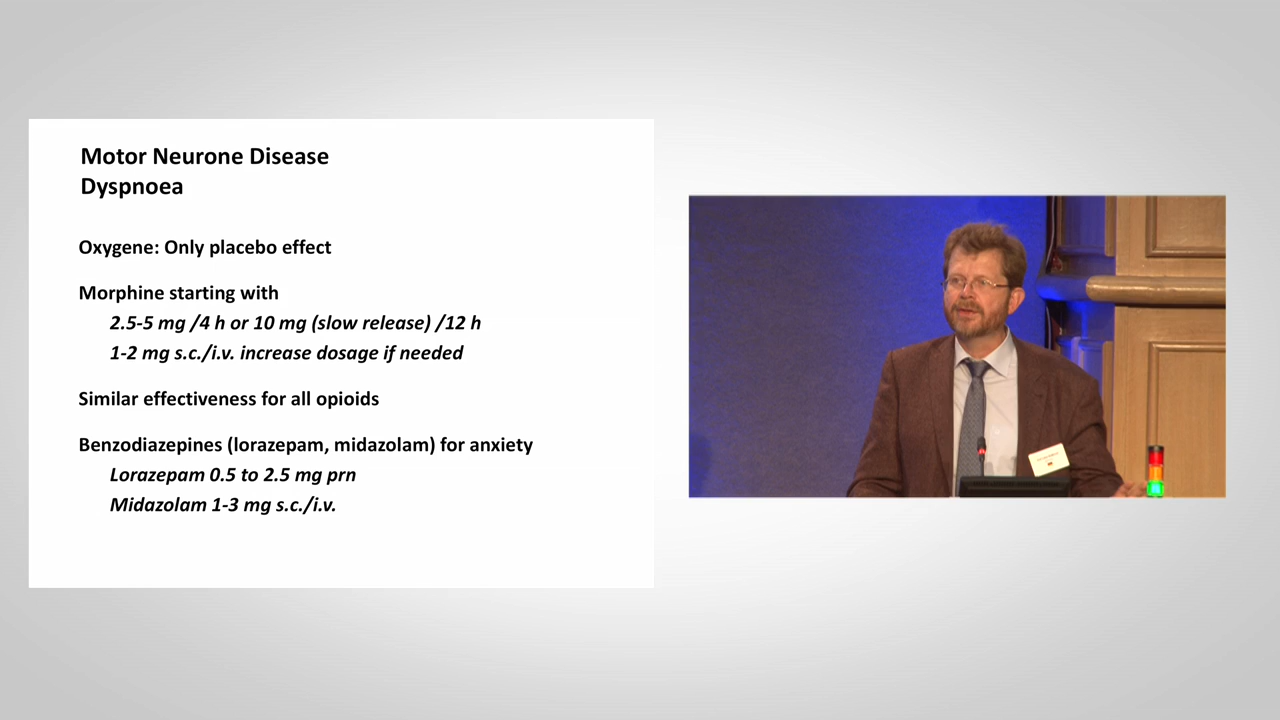 Motor Neurone Disease
Dyspnoea
Oxygene: Only placebo effect
Morphine starting with
2.5-5 mg /4 h or 10 mg (slow release) /12 h
1-2 mg s.c./i.v. increase dosage if needed
Similar effectiveness for all opioids
Benzodiazepines (lorazepam, midazolam) for anxiety
Lorazepam 0.5 to 2.5 mg prn
Midazolam 1-3 mg s.c./i.v.